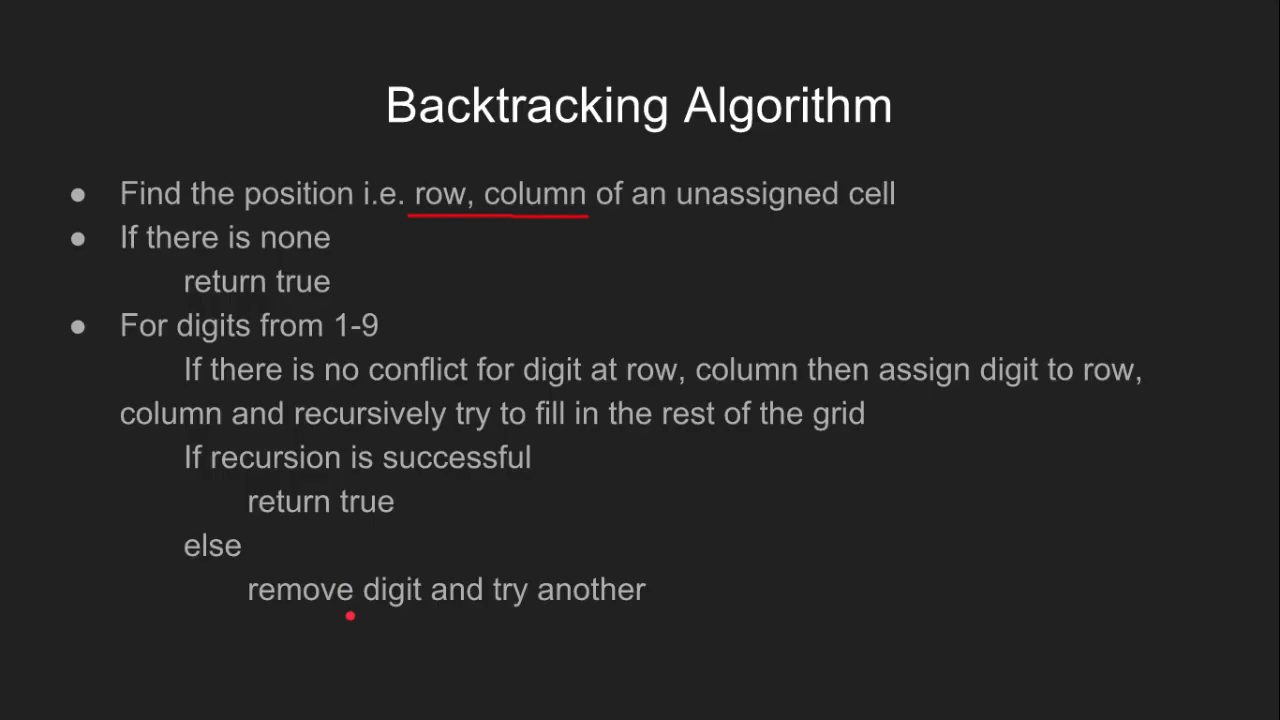 Backtracking Algorithm
● Find the position i.e. row, column of an unassigned cell
● If there is none
return true
● For digits from 1-9
If there is no conflict for digit at row, column then assign digit to row,
column and recursively try to fill in the rest of the grid
If recursion is successful
return true
else
remove digit and try another